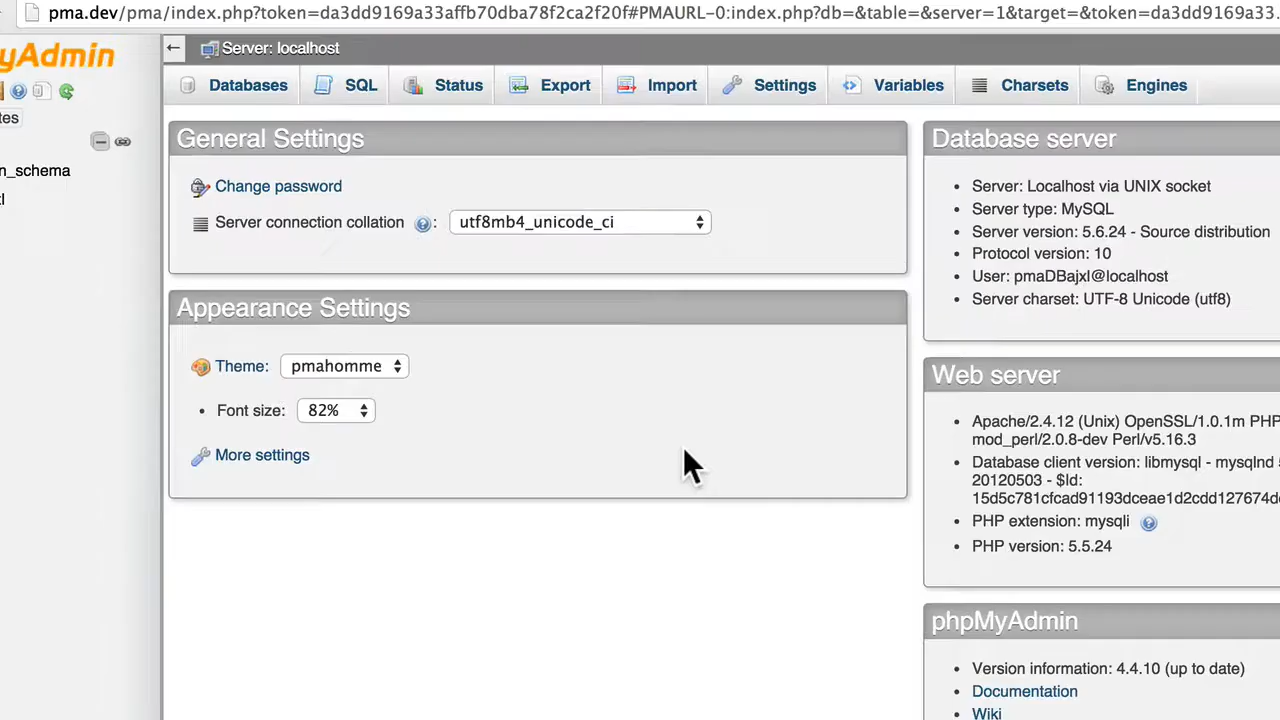 pma.dev/pma/index.php?token=da3dd9169a33affb70dba78f2ca2f20f#PMAURL-0:index.php?db=&table=&server=1&target=&token=da3dd9169a33.
yAdmin
Server: localhost
Databases SQL Status Export Import Settings Variables Charsets Engines
tes
n_schema
General Settings
Change password
Server connection collation : utf8mb4_unicode_ci
Appearance Settings
Theme: pmahomme
• Font size: 82%
More settings
Database server
• Server: Localhost via UNIX socket
• Server type: MySQL
• Server version: 5.6.24 - Source distribution
• Protocol version: 10
• User: pmaDBajxl@localhost
• Server charset: UTF-8 Unicode (utf8)
Web server
• Apache/2.4.12 (Unix) OpenSSL/1.0.1m PHP
mod_perl/2.0.8-dev Perl/v5.16.3
• Database client version: libmysql - mysqlnd
20120503 - $Id:
15d5c781cfcad91193dceae1d2cdd127674d
• PHP extension: mysqli
• PHP version: 5.5.24
phpMyAdmin
• Version information: 4.4.10 (up to date)
• Documentation
• Wiki